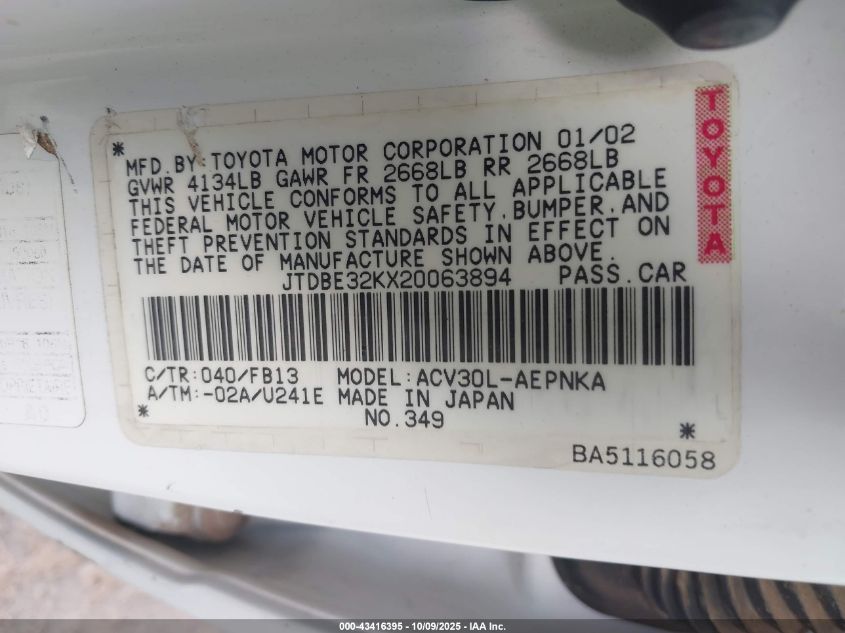 MFD.BY TOYOTA MOTOR CORPORATION 01/02
GVWR 4134LB GAWR FR 2668LB RR 2668LB
THIS VEHICLE CONFORMS TO ALL APPLICABLE
FEDERAL MOTOR VEHICLE SAFETY,BUMPER,AND
THEFT PREVENTION STANDARDS IN EFFECT ON
THE DATE OF MANUFACTURE SHOWN ABOVE.
JTDBE32KX20063894 PASS.CAR
C/TR:040/FB13 MODEL:ACV30L-AEPNKA
A/TM:-02A/U241E MADE IN JAPAN
NO.349
BA5116058
TOYOTA
000-43416395 - 10/09/2025 - IAA Inc.